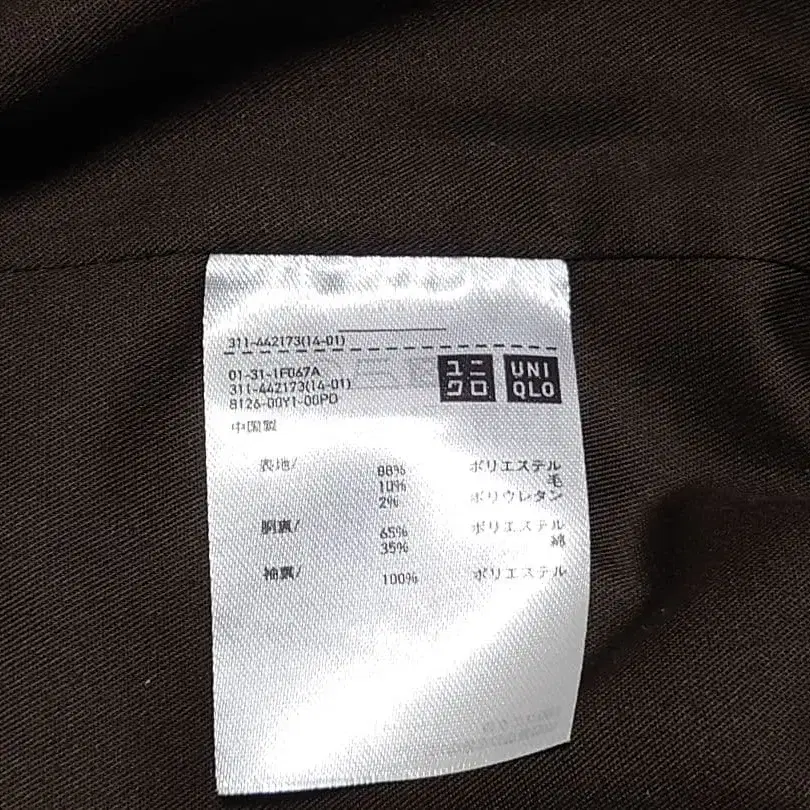 311-442173(14-01)
01-31-1F067A
311-442173(14-01)
8126-00Y1-00PO
ユニ
クロ
UNI
QLO
中国製
表地/ 88% ポリエステル
10% 毛
2% ポリウレタン
胴裏/ 65% ポリエステル
35% 綿
袖裏/ 100% ポリエステル